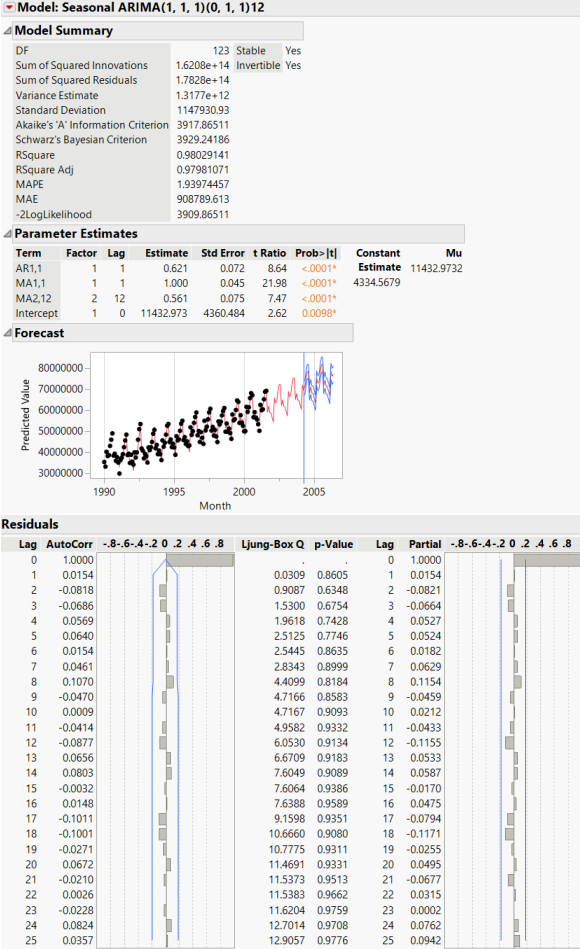 Model: Seasonal ARIMA(1, 1, 1)(0, 1, 1)12
Model Summary
DF 123 Stable Yes
Sum of Squared Innovations 1.6208e+14 Invertible Yes
Sum of Squared Residuals 1.7828e+14
Variance Estimate 1.3177e+12
Standard Deviation 1147930.93
Akaike's 'A' Information Criterion 3917.86511
Schwarz's Bayesian Criterion 3929.24186
RSquare 0.98029141
RSquare Adj 0.97981071
MAPE 1.93974457
MAE 908789.613
-2LogLikelihood 3909.86511
Parameter Estimates
Term Factor Lag Estimate Std Error t Ratio Prob>|t| Constant Estimate Mu
AR1,1 1 1 0.621 0.072 8.64 <.0001* 4334.5679 11432.9732
MA1,1 1 1 1.000 0.045 21.98 <.0001*
MA2,12 2 12 0.561 0.075 7.47 <.0001*
Intercept 1 0 11432.973 4360.484 2.62 0.0098*
Forecast
Predicted Value
80000000
70000000
60000000
50000000
40000000
30000000
1990 1995 2000 2005
Month
Residuals
Lag AutoCorr -.8-.6-.4-.2 0 .2 .4 .6 .8 Ljung-Box Q p-Value Lag Partial -.8-.6-.4-.2 0 .2 .4 .6 .8
0 1.0000 . . 0 1.0000
1 0.0154 0.0309 0.8605 1 0.0154
2 -0.0818 0.9087 0.6348 2 -0.0821
3 -0.0686 1.5300 0.6754 3 -0.0664
4 0.0569 1.9618 0.7428 4 0.0527
5 0.0640 2.5125 0.7746 5 0.0524
6 0.0154 2.5445 0.8635 6 0.0182
7 0.0461 2.8343 0.8999 7 0.0629
8 0.1070 4.4099 0.8184 8 0.1154
9 -0.0470 4.7166 0.8583 9 -0.0459
10 0.0009 4.7167 0.9093 10 0.0212
11 -0.0414 4.9582 0.9332 11 -0.0433
12 -0.0877 6.0530 0.9134 12 -0.1155
13 0.0656 6.6709 0.9183 13 0.0533
14 0.0803 7.6049 0.9089 14 0.0587
15 -0.0032 7.6064 0.9386 15 -0.0170
16 0.0148 7.6388 0.9589 16 0.0475
17 -0.1011 9.1598 0.9351 17 -0.0794
18 -0.1001 10.6660 0.9080 18 -0.1171
19 -0.0271 10.7775 0.9311 19 -0.0255
20 0.0672 11.4691 0.9331 20 0.0495
21 -0.0210 11.5373 0.9513 21 -0.0677
22 0.0026 11.5383 0.9662 22 0.0315
23 -0.0228 11.6204 0.9759 23 0.0002
24 0.0824 12.7014 0.9708 24 0.0762
25 0.0357 12.9057 0.9776 25 0.0942